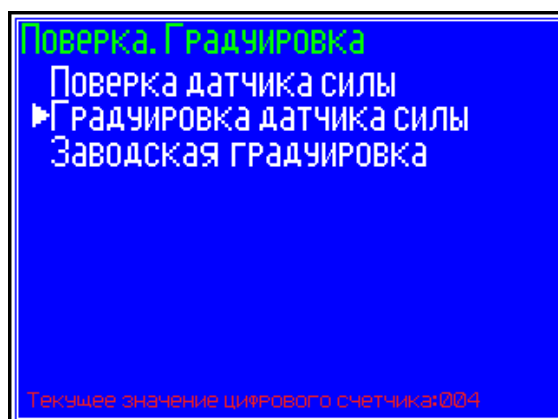 Поверка. Градуировка
Поверка датчика силы
Градуировка датчика силы
Заводская градуировка
Текущее значение цифрового счетчика:004